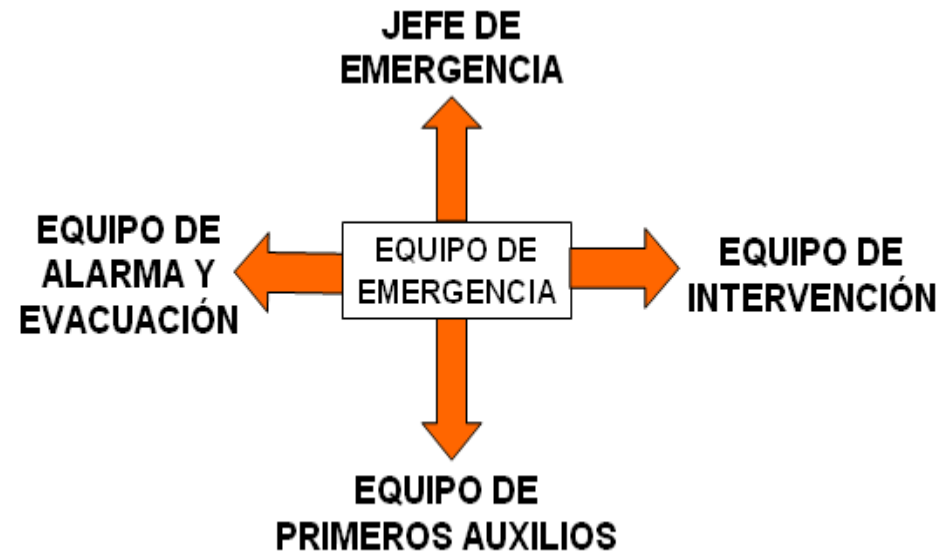 JEFE DE
EMERGENCIA
EQUIPO DE
ALARMA Y
EVACUACIÓN
EQUIPO DE
EMERGENCIA
EQUIPO DE
INTERVENCIÓN
EQUIPO DE
PRIMEROS AUXILIOS